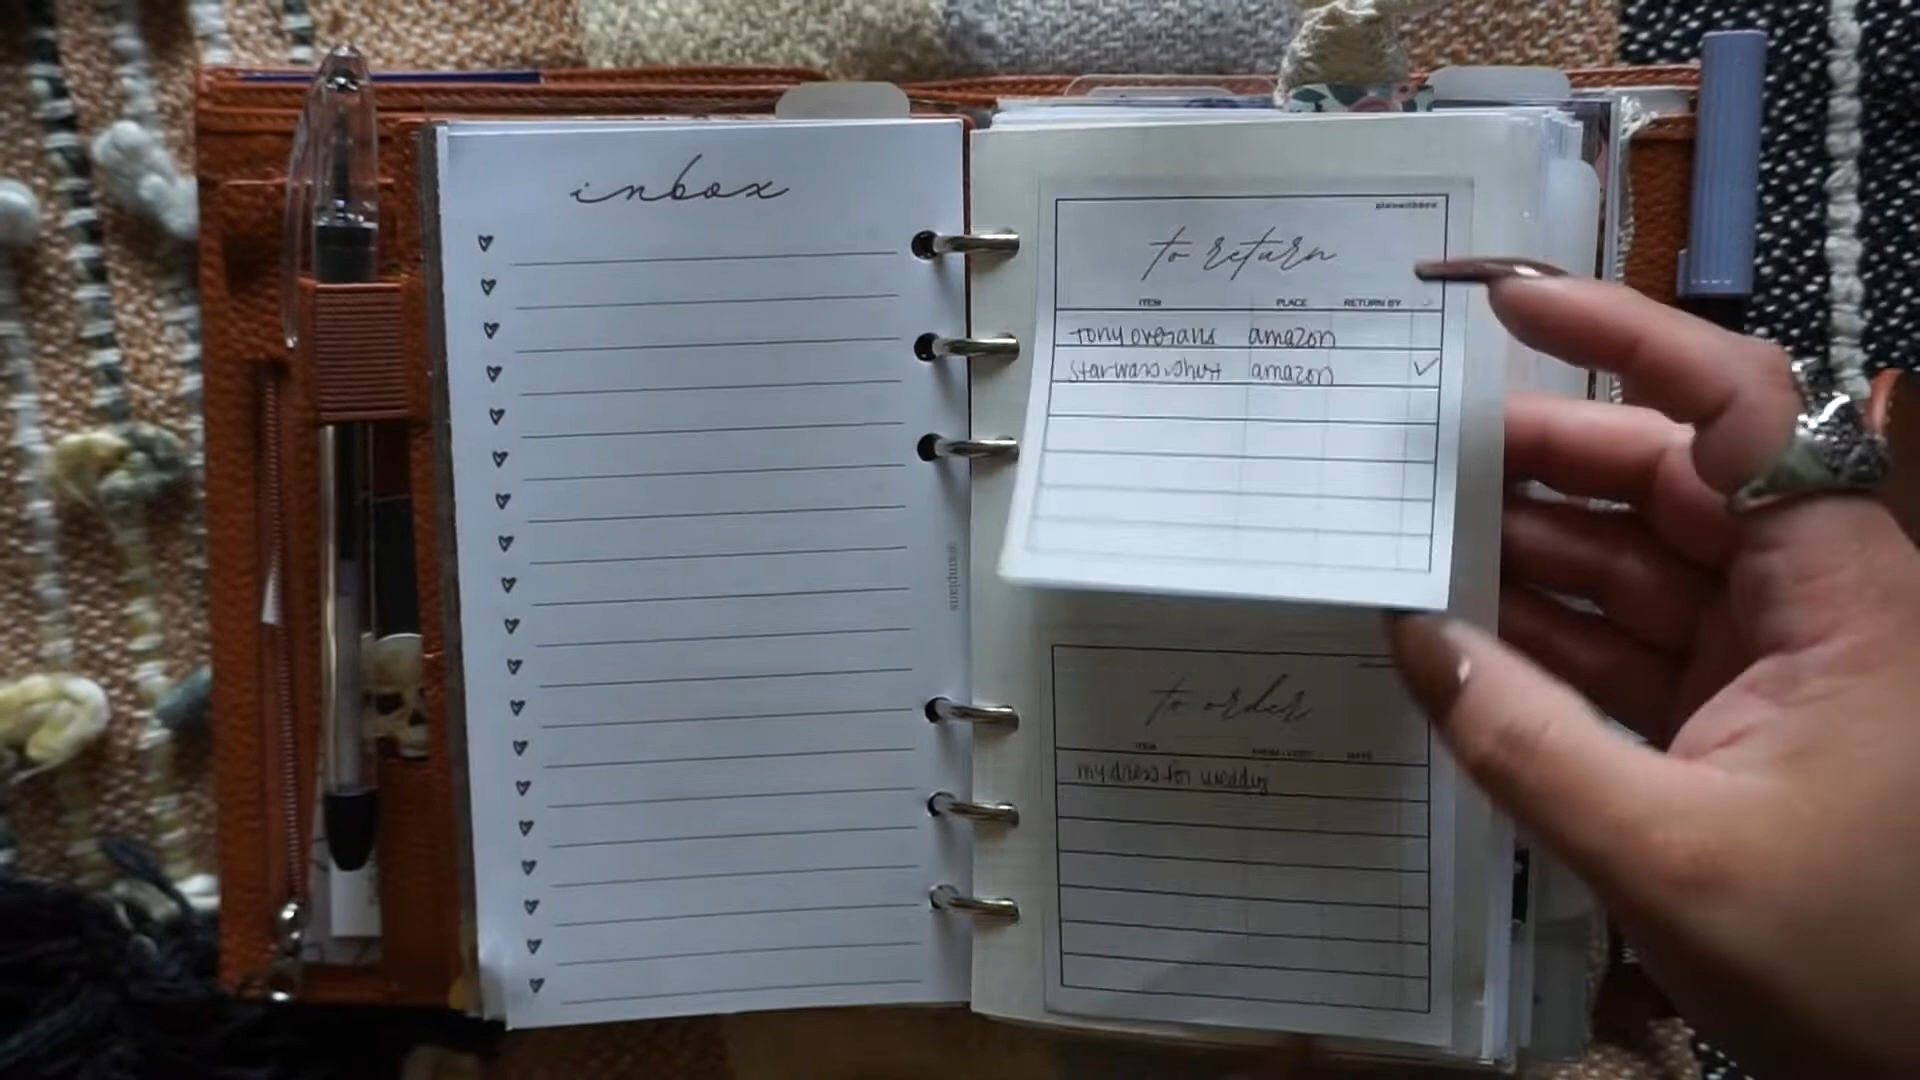 inbox
to return
ITEM PLACE RETURN BY
Tony overalls amazon
star wars shirt amazon ✓
to order
ITEM
my dress for